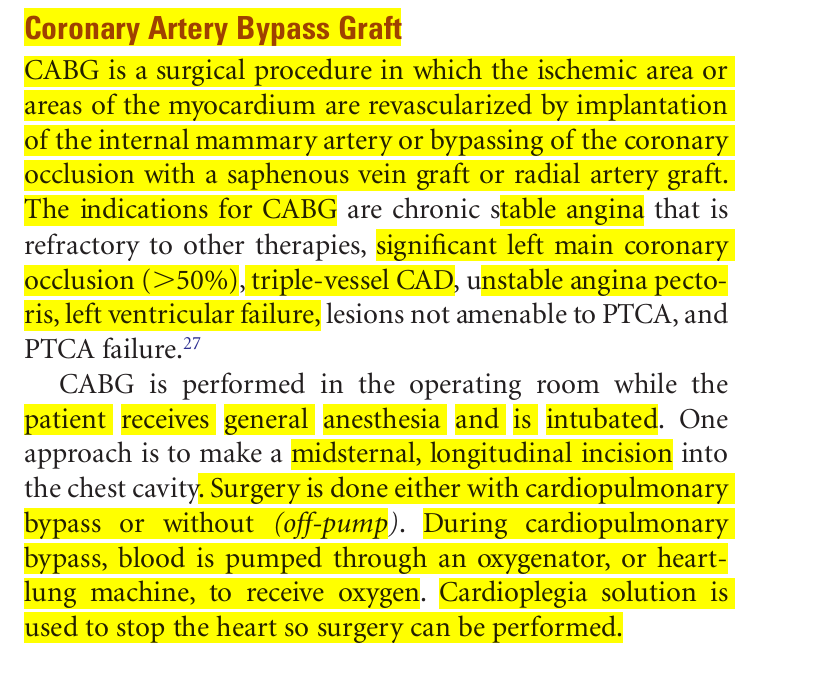 Coronary Artery Bypass Graft
CABG is a surgical procedure in which the ischemic area or
areas of the myocardium are revascularized by implantation
of the internal mammary artery or bypassing of the coronary
occlusion with a saphenous vein graft or radial artery graft.
The indications for CABG are chronic stable angina that is
refractory to other therapies, significant left main coronary
occlusion (>50%), triple-vessel CAD, unstable angina pecto-
ris, left ventricular failure, lesions not amenable to PTCA, and
PTCA failure.27
CABG is performed in the operating room while the
patient receives general anesthesia and is intubated. One
approach is to make a midsternal, longitudinal incision into
the chest cavity. Surgery is done either with cardiopulmonary
bypass or without (off-pump). During cardiopulmonary
bypass, blood is pumped through an oxygenator, or heart-
lung machine, to receive oxygen. Cardioplegia solution is
used to stop the heart so surgery can be performed.